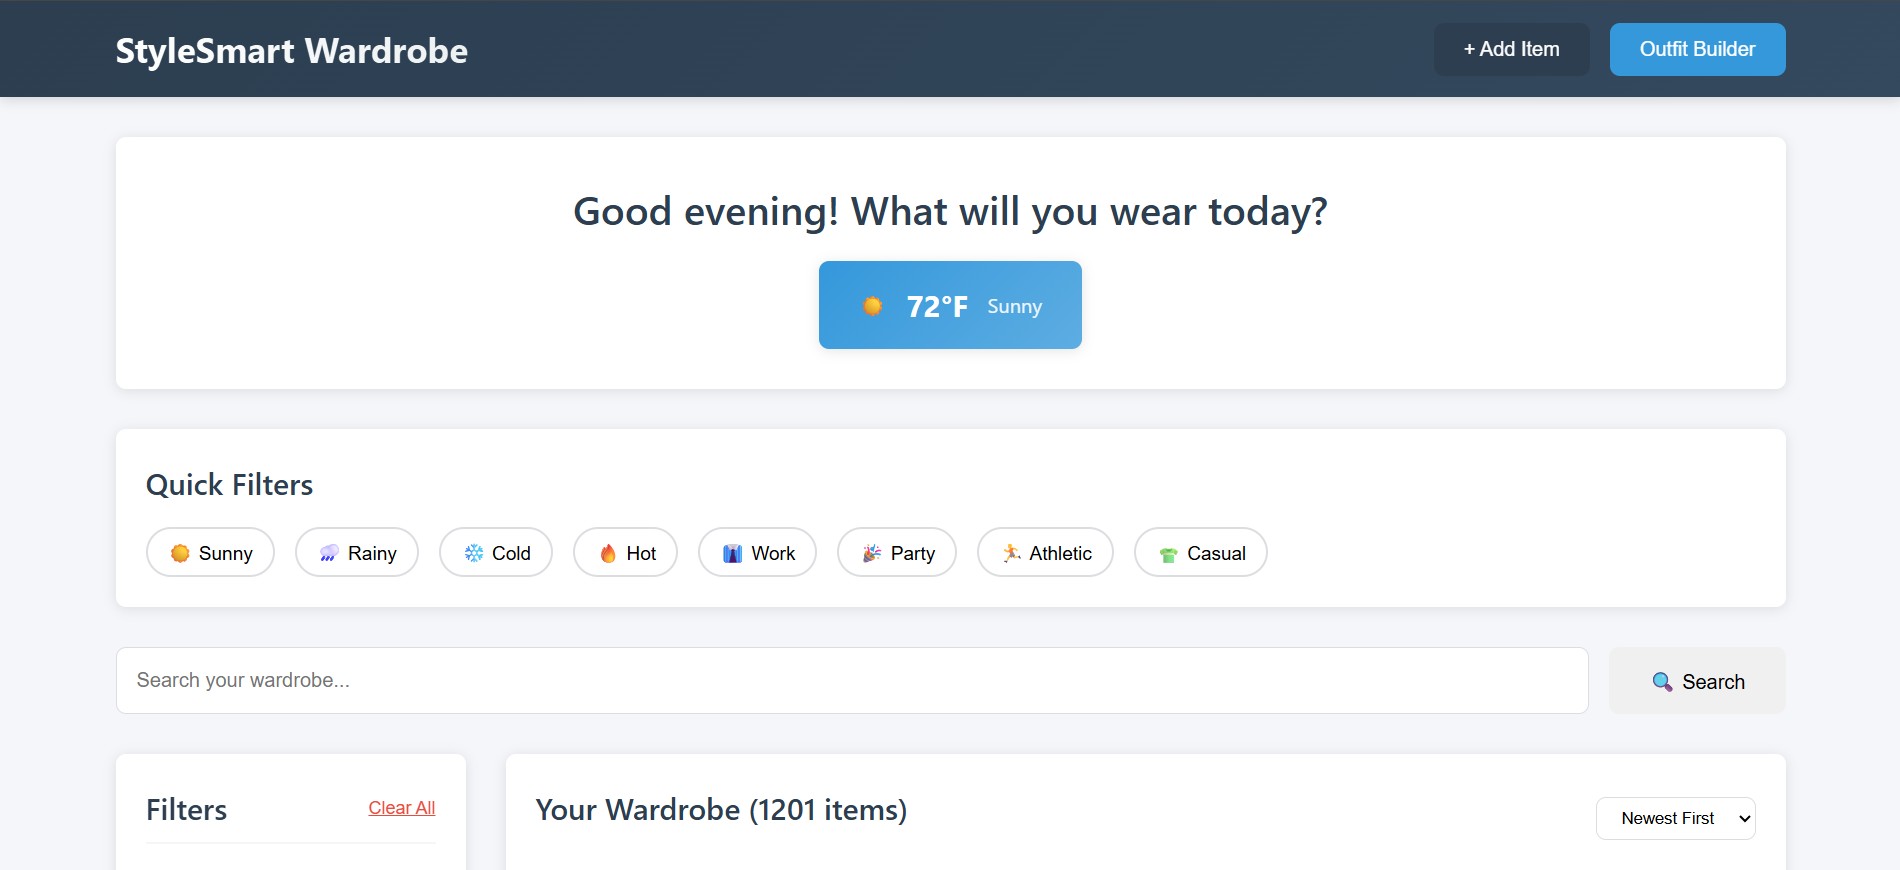 StyleSmart Wardrobe
+ Add Item
Outfit Builder
Good evening! What will you wear today?
72°F Sunny
Quick Filters
Sunny
Rainy
Cold
Hot
Work
Party
Athletic
Casual
Search your wardrobe...
Search
Filters
Clear All
Your Wardrobe (1201 items)
Newest First